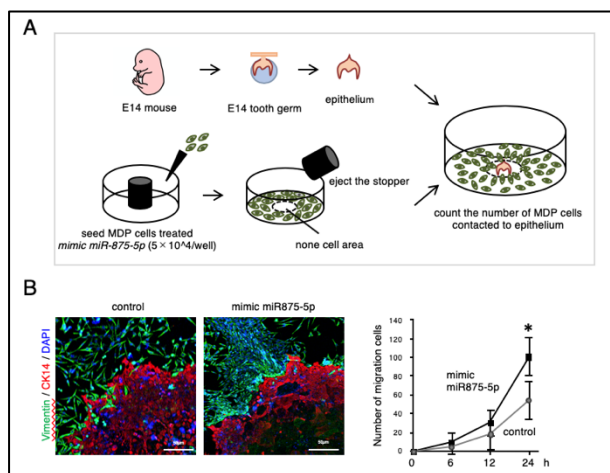 A
E14 mouse
E14 tooth germ
epithelium
seed MDP cells treated
mimic miR-875-5p (5×10^4/well)
eject the stopper
none cell area
count the number of MDP cells
contacted to epithelium
B
control
mimic miR875-5p
Vimentin / CK14 / DAPI
50μm
50μm
Number of migration cells
140
120
100
80
60
40
20
0
*
mimic
miR875-5p
control
0
6
12
24
h